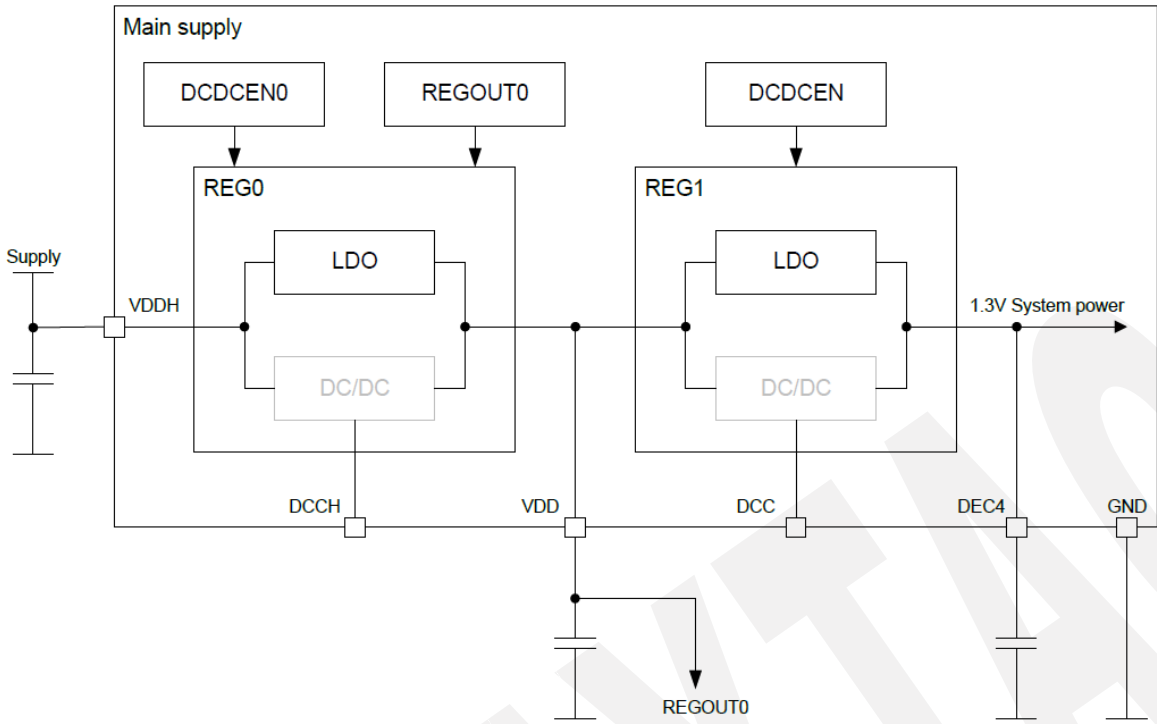 Main supply
DCDCEN0
REGOUT0
DCDCEN
REG0
REG1
LDO
LDO
Supply
VDDH
1.3V System power
DC/DC
DC/DC
DCCH
VDD
DCC
DEC4
GND
REGOUT0